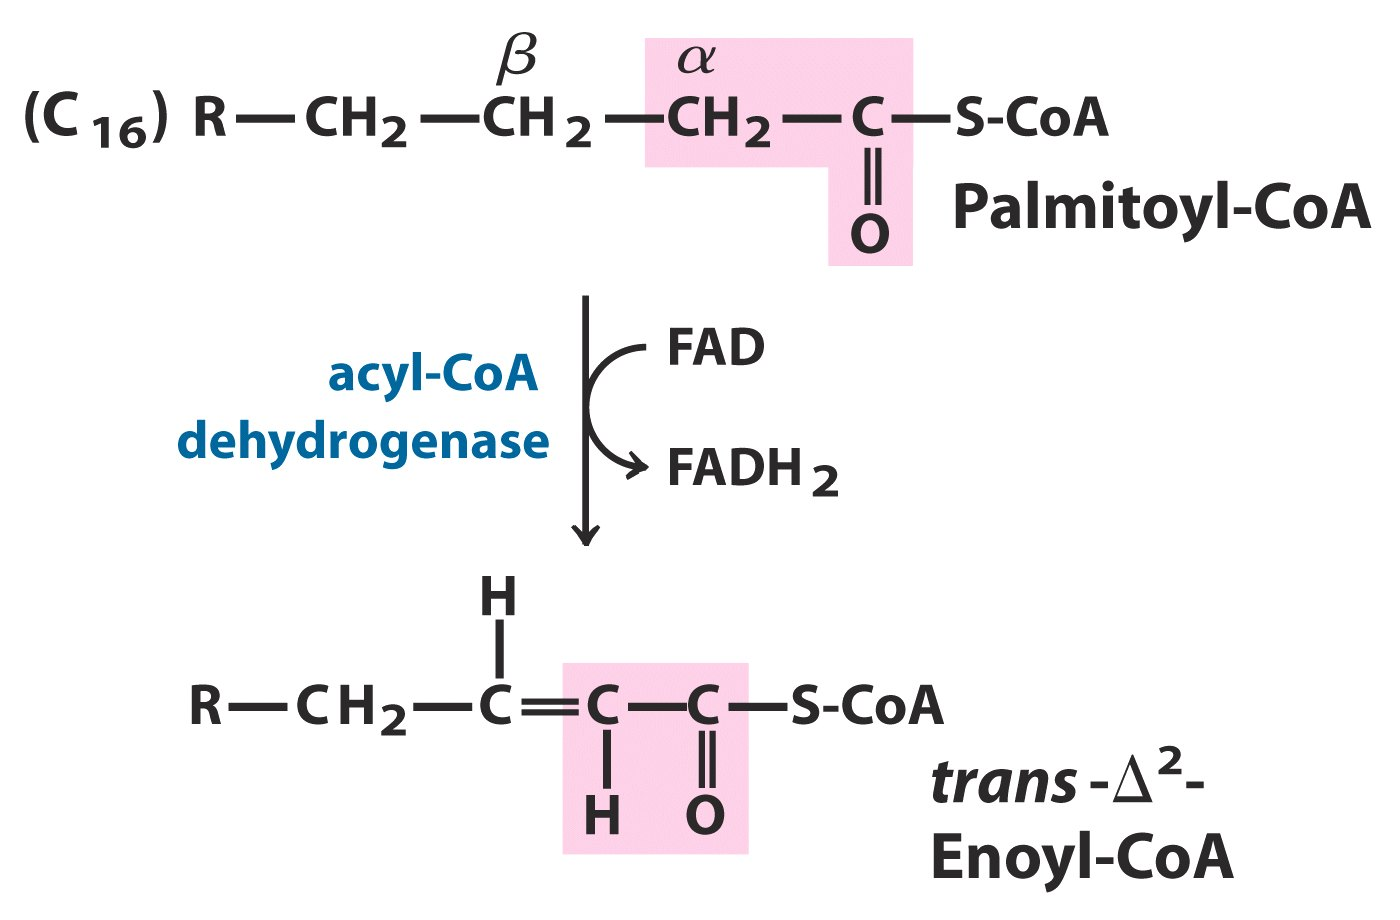 β α
(C₁₆) R—CH₂—CH₂—CH₂—C—S-CoA
O
Palmitoyl-CoA
acyl-CoA
dehydrogenase
FAD
FADH₂
H
R—CH₂—C=C—C—S-CoA
H O
trans-Δ²-
Enoyl-CoA